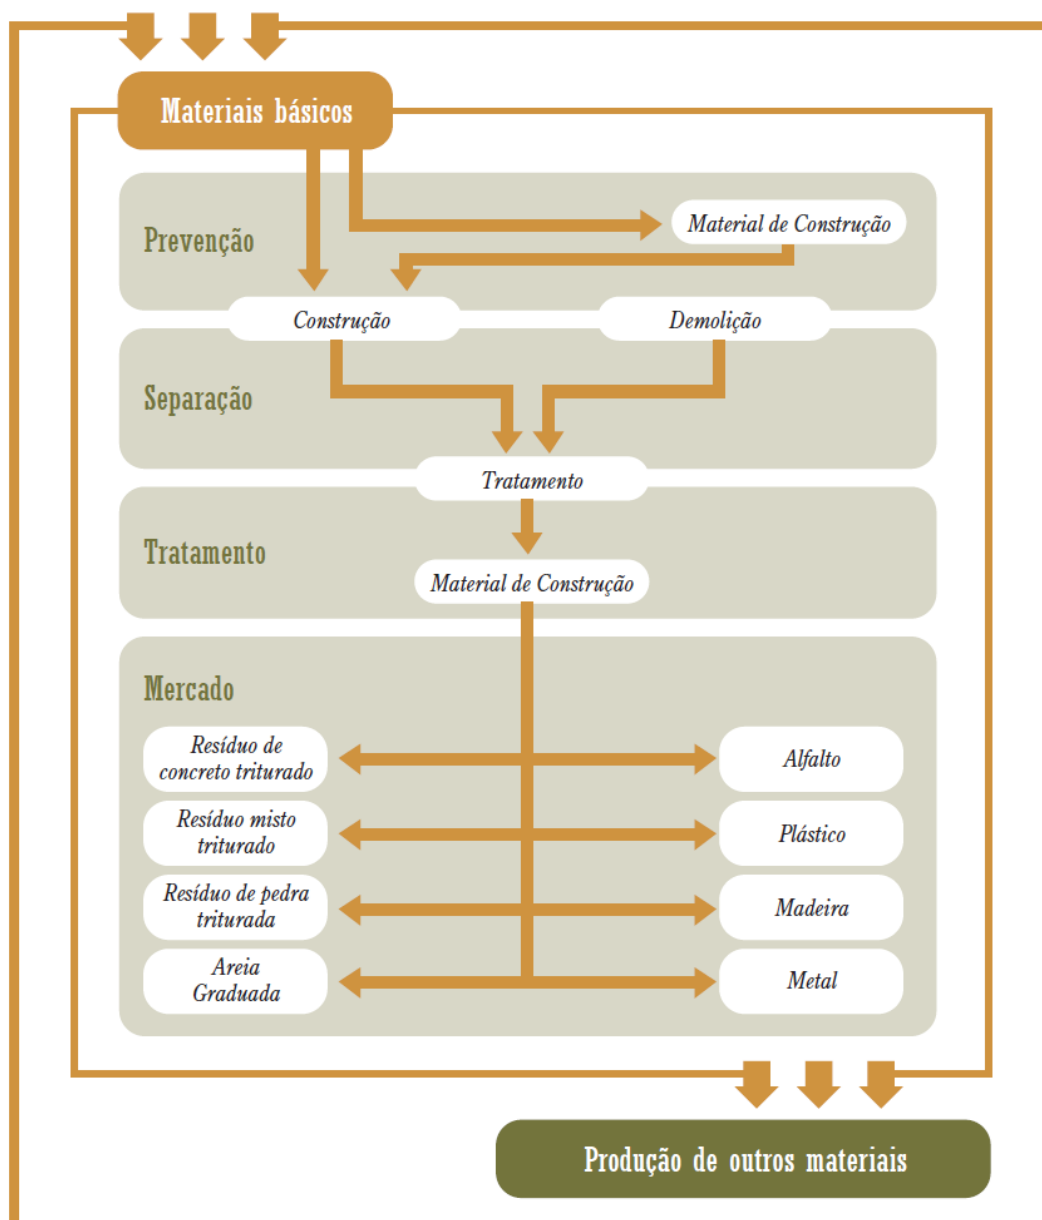 Materiais básicos
Prevenção
Material de Construção
Construção
Demolição
Separação
Tratamento
Tratamento
Material de Construção
Mercado
Resíduo de
concreto triturado
Alfalto
Resíduo misto
triturado
Plástico
Resíduo de pedra
triturada
Madeira
Areia
Graduada
Metal
Produção de outros materiais